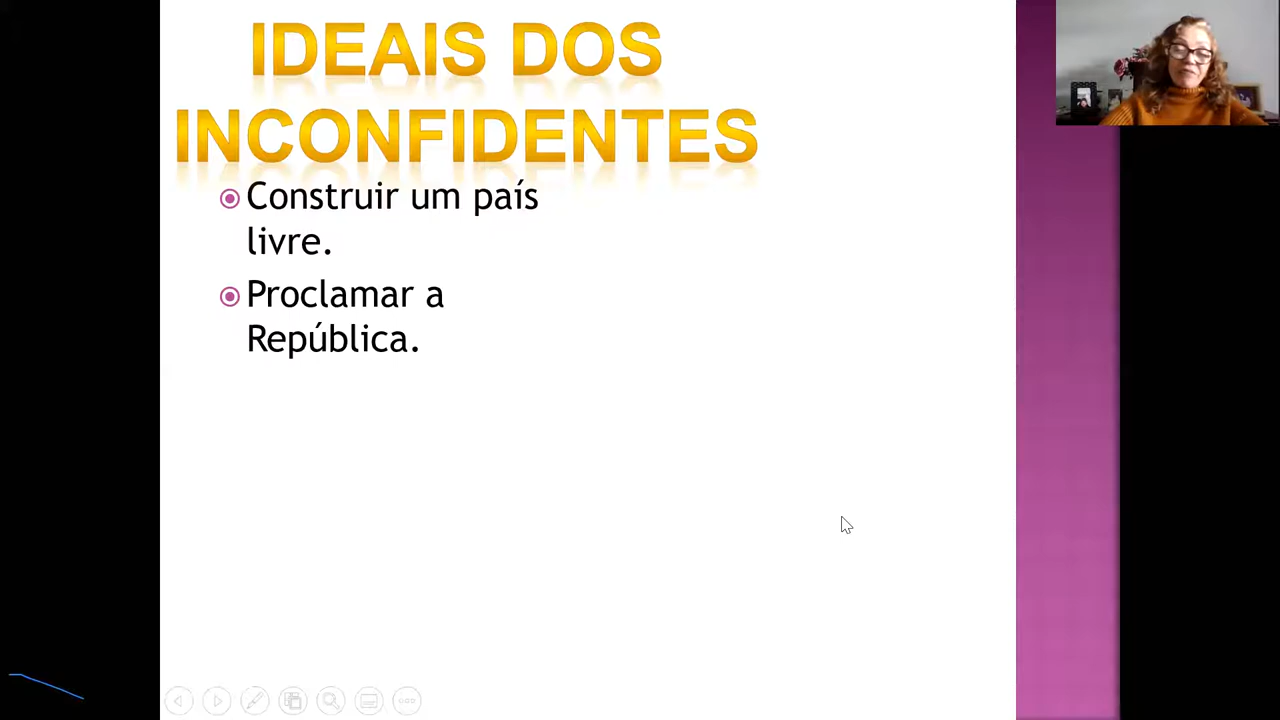 IDEAIS DOS
INCONFIDENTES
Construir um país
livre.
Proclamar a
República.